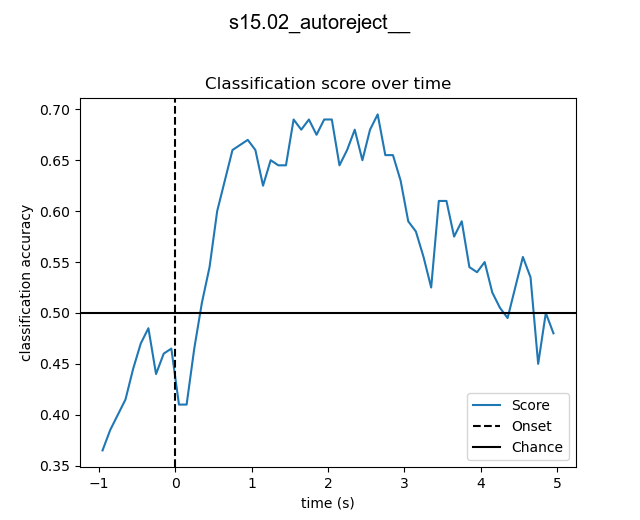 s15.02_autoreject__
Classification score over time
classification accuracy
0.70
0.65
0.60
0.55
0.50
0.45
0.40
0.35
−1
0
1
2
3
4
5
time (s)
Score
Onset
Chance